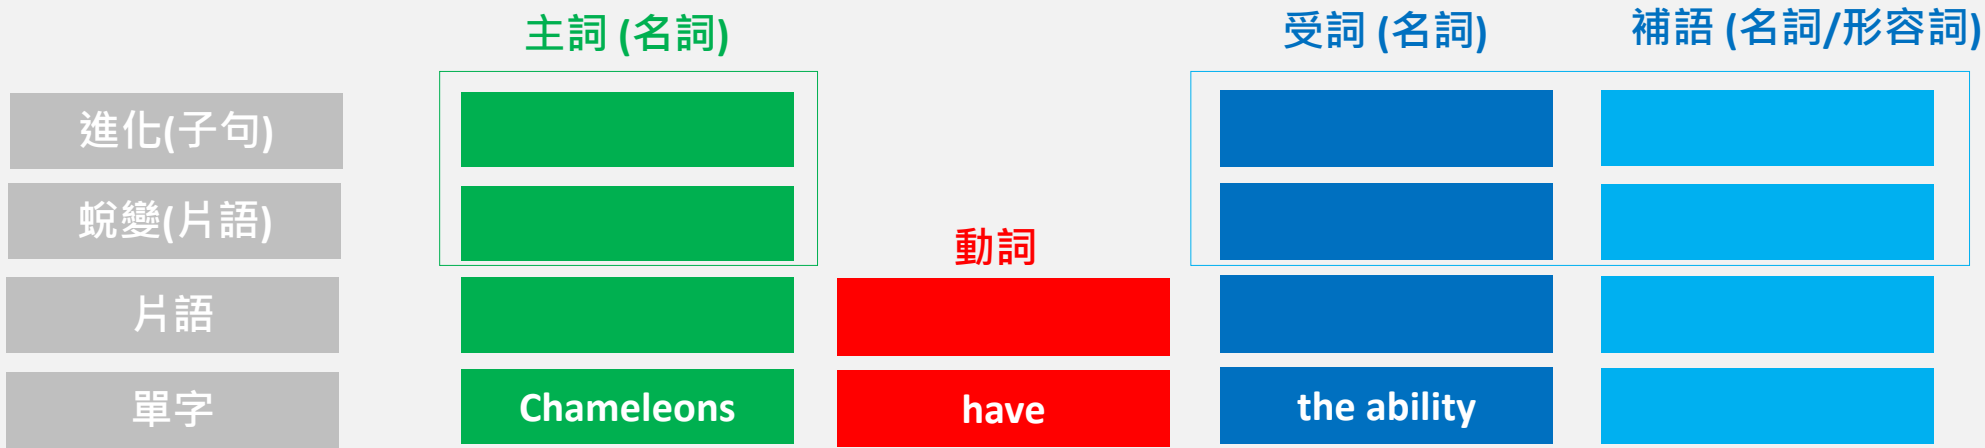 主詞 (名詞)
受詞 (名詞)
補語 (名詞/形容詞)
進化(子句)
蛻變(片語)
動詞
片語
單字
Chameleons
have
the ability